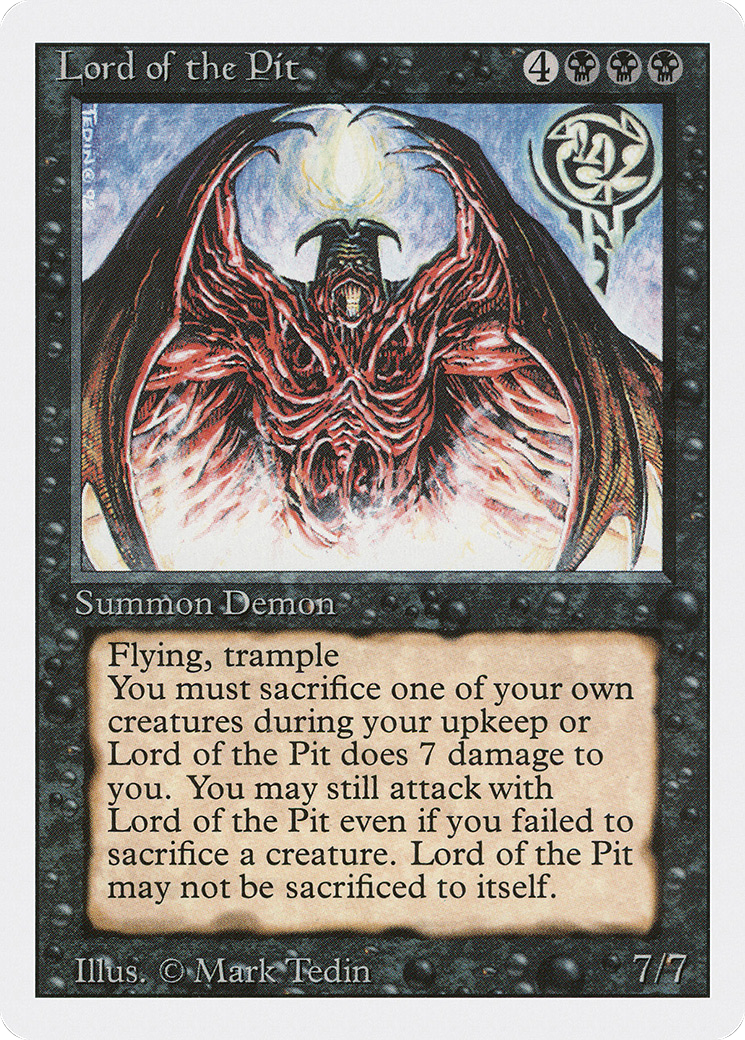 Lord of the Pit 4
TEDIN © 92
Summon Demon
Flying, trample
You must sacrifice one of your own
creatures during your upkeep or
Lord of the Pit does 7 damage to
you. You may still attack with
Lord of the Pit even if you failed to
sacrifice a creature. Lord of the Pit
may not be sacrificed to itself.
Illus. © Mark Tedin 7/7